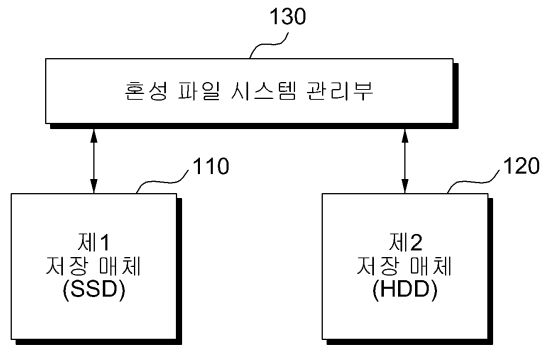 130
혼성 파일 시스템 관리부
110
120
제1
저장 매체
(SSD)
제2
저장 매체
(HDD)